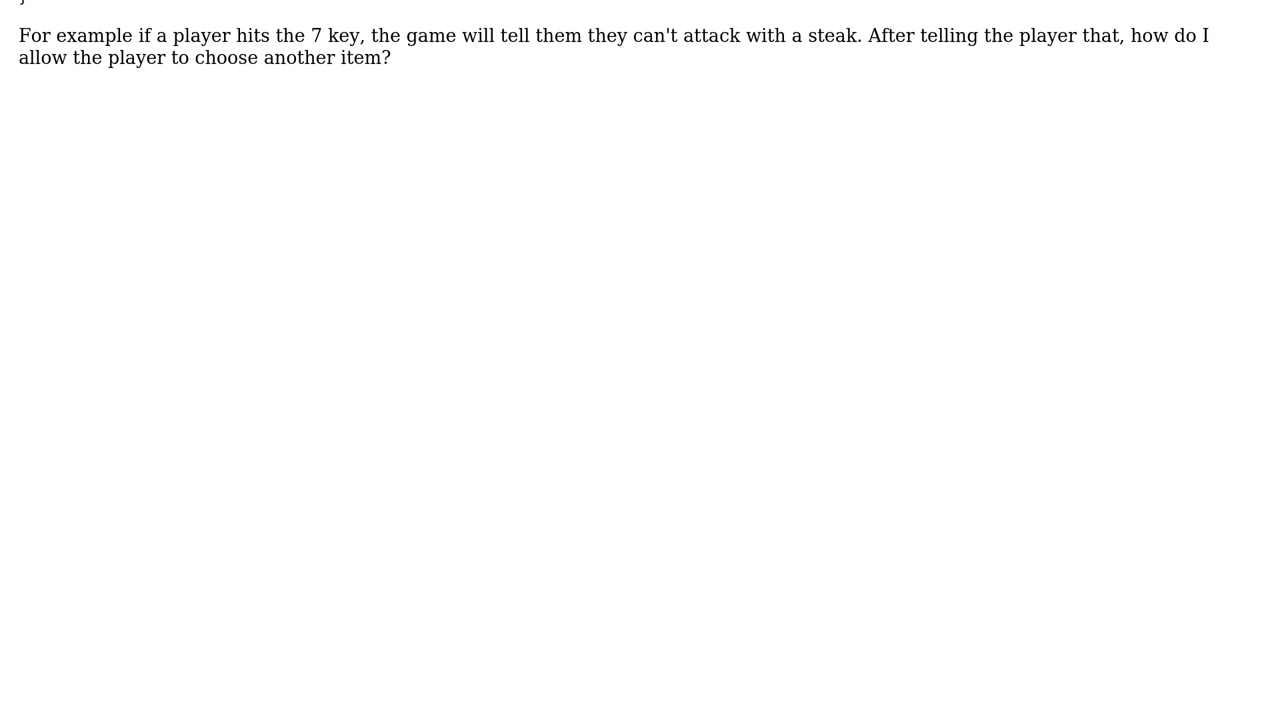 }
For example if a player hits the 7 key, the game will tell them they can't attack with a steak. After telling the player that, how do I
allow the player to choose another item?